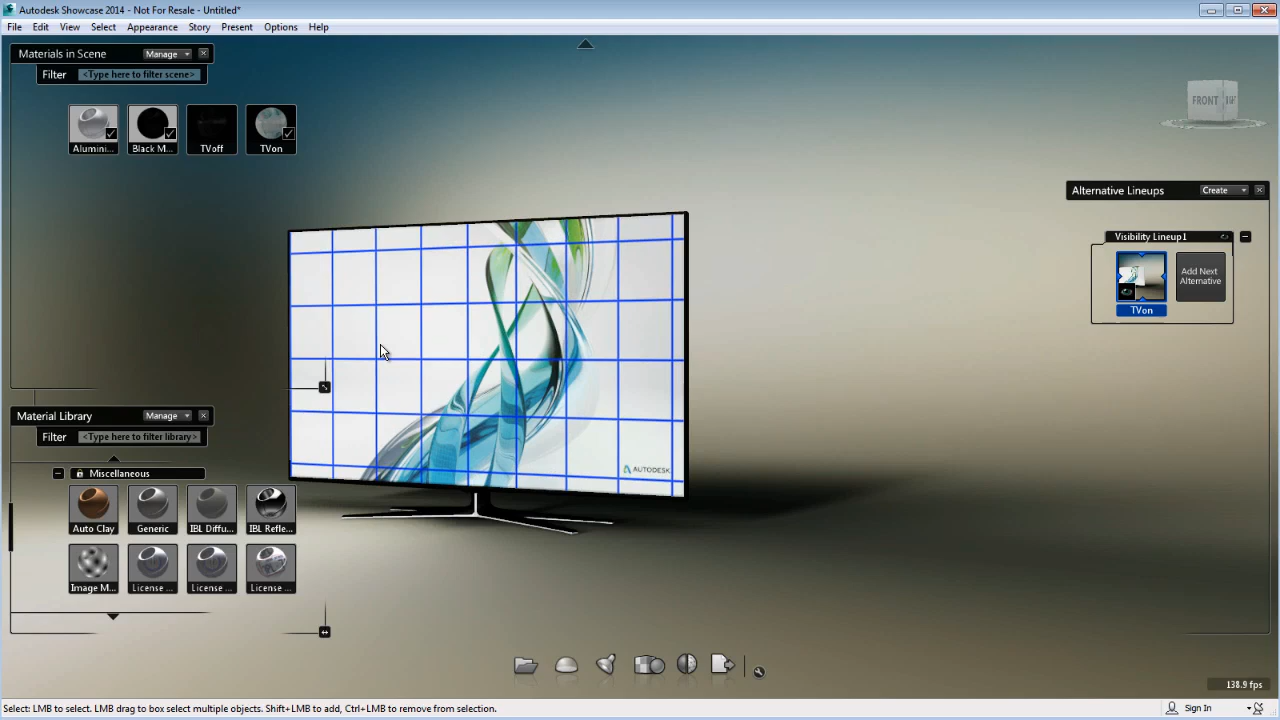 Autodesk Showcase 2014 - Not For Resale - Untitled*
File Edit View Select Appearance Story Present Options Help
Materials in Scene Manage
Filter <Type here to filter scene>
Alumini... Black M... TVoff TVon
FRONT
Alternative Lineups Create
Visibility Lineup1
Add Next
Alternative
TVon
AUTODESK
Material Library Manage
Filter <Type here to filter library>
Miscellaneous
Auto Clay Generic IBL Diffu... IBL Refle...
Image M... License ... License ... License ...
138.9 fps
Select: LMB to select. LMB drag to box select multiple objects. Shift+LMB to add, Ctrl+LMB to remove from selection.
Sign In